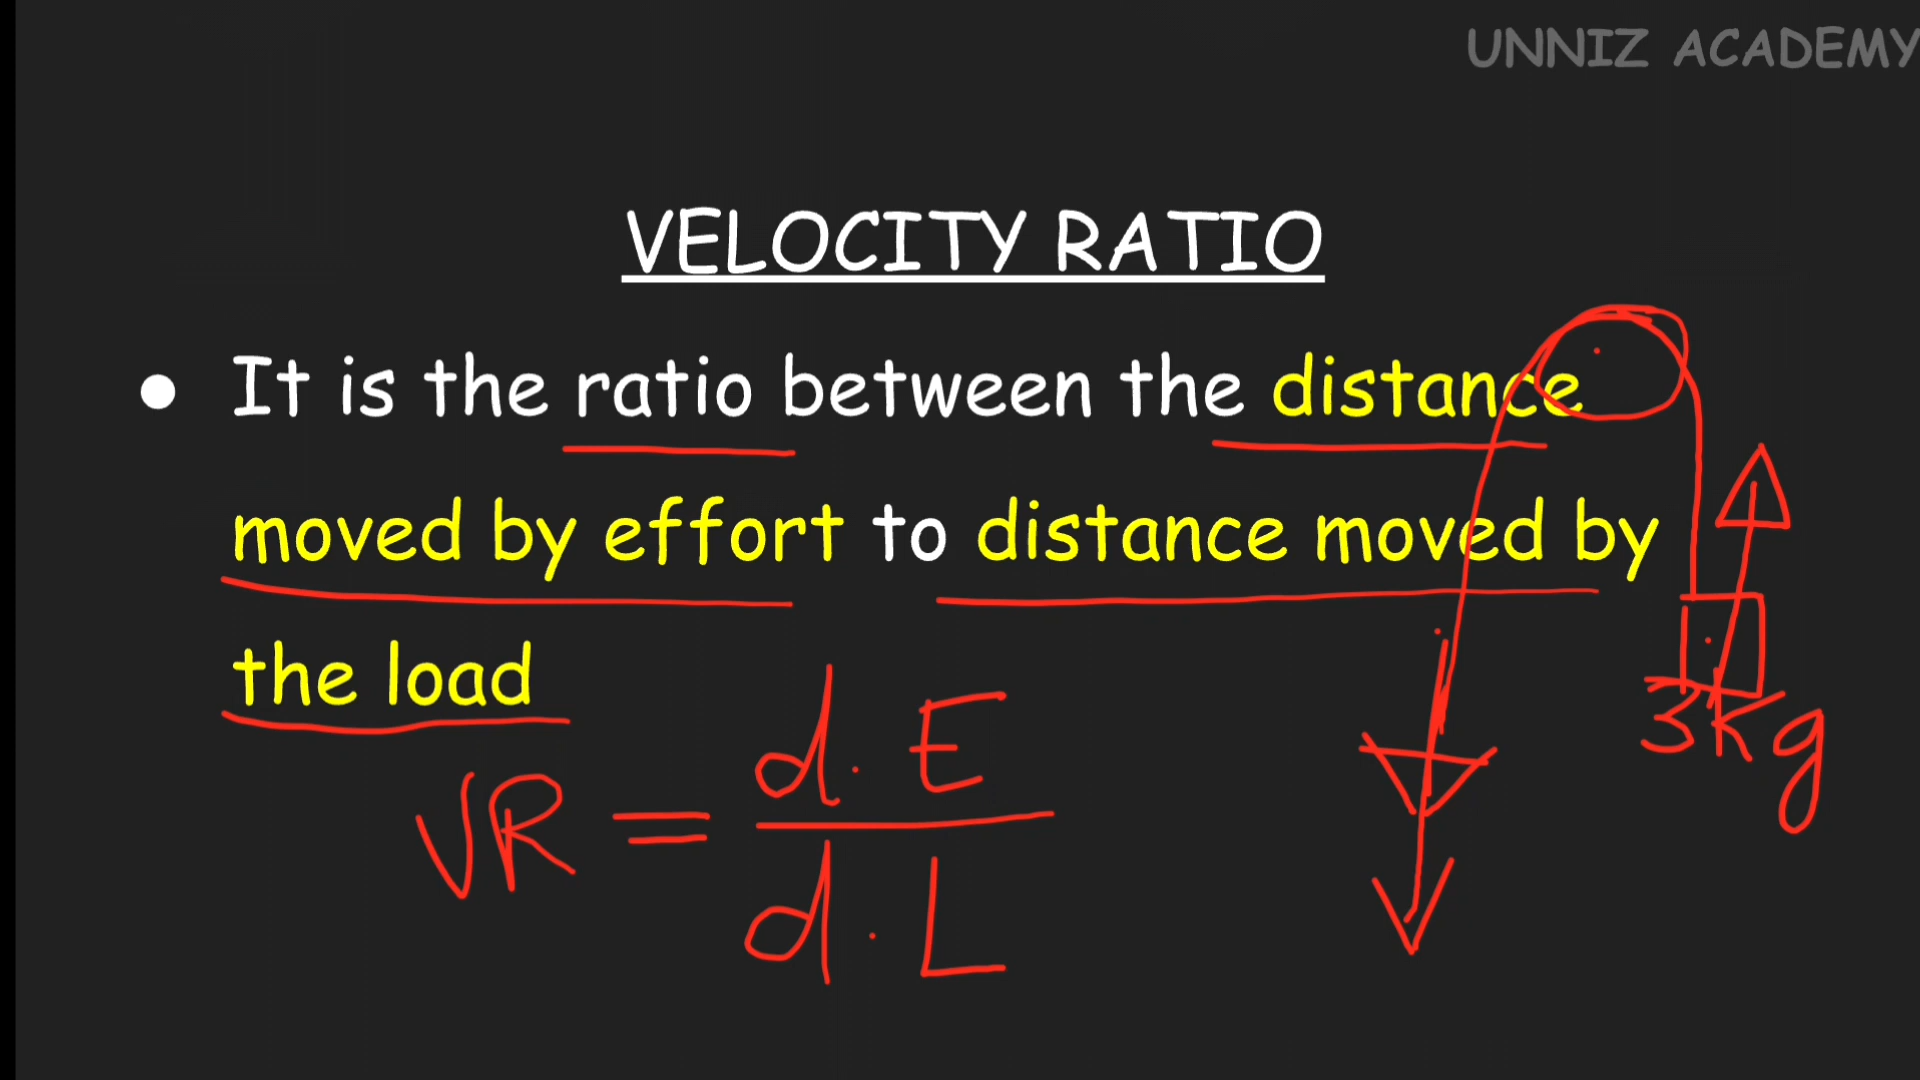 UNNIZ ACADEMY
VELOCITY RATIO
• It is the ratio between the distance
moved by effort to distance moved by
the load
3kg
VR = d.E
d.L